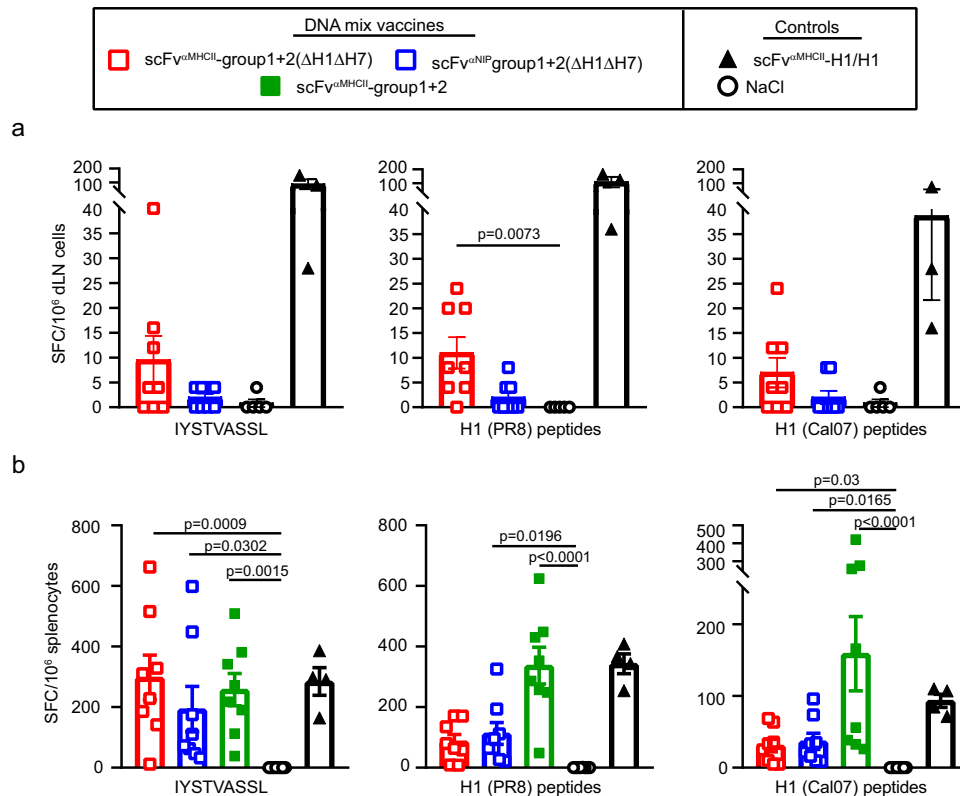 DNA mix vaccines
Controls
scFvᵅᴹᴴᶜᴵᴵ-group1+2(ΔH1ΔH7)
scFvᵅᴺᴵᴾgroup1+2(ΔH1ΔH7)
scFvᵅᴹᴴᶜᴵᴵ-group1+2
scFvᵅᴹᴴᶜᴵᴵ-H1/H1
NaCl
a
SFC/10⁶ dLN cells
200
100
40
35
30
25
20
15
10
5
0
IYSTVASSL
200
100
40
35
30
25
20
15
10
5
0
p=0.0073
H1 (PR8) peptides
200
100
40
35
30
25
20
15
10
5
0
H1 (Cal07) peptides
b
SFC/10⁶ splenocytes
800
600
400
200
0
p=0.0009
p=0.0302
p=0.0015
IYSTVASSL
800
600
400
200
0
p=0.0196
p<0.0001
H1 (PR8) peptides
500
400
300
200
100
0
p=0.03
p=0.0165
p<0.0001
H1 (Cal07) peptides